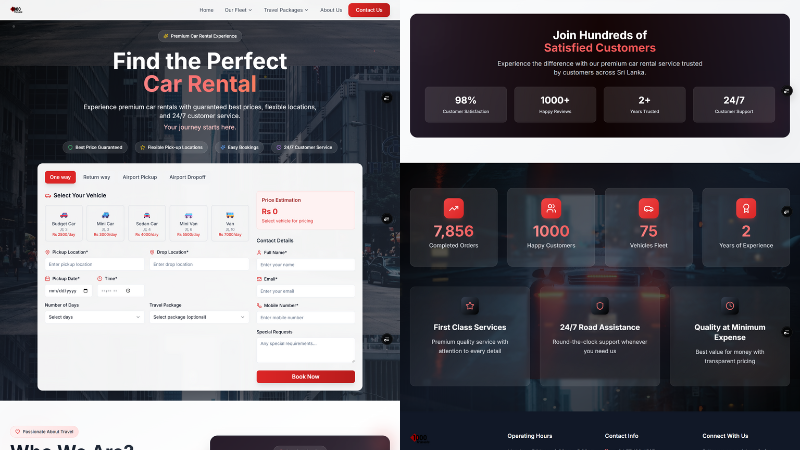 Home
Our Fleet
Travel Packages
About Us
Contact Us
Premium Car Rental Experience
Find the Perfect
Car Rental
Experience premium car rentals with guaranteed best prices, flexible locations,
and 24/7 customer service.
Your journey starts here.
Best Price Guaranteed
Flexible Pick-up Locations
Easy Bookings
24/7 Customer Service
One way
Return way
Airport Pickup
Airport Dropoff
Select Your Vehicle
Budget Car
Rs 2500/day
Mini Car
Rs 3000/day
Sedan Car
Rs 4000/day
Mini Van
Rs 5000/day
Van
Rs 7000/day
Pickup Location*
Enter pickup location
Drop Location*
Enter drop location
Pickup Date*
mm/dd/yyyy
Time*
Number of Days
Select days
Travel Package
Select package (optional)
Price Estimation
Rs 0
Select vehicle for pricing
Contact Details
Full Name*
Enter your name
Email*
Enter your email
Mobile Number*
Enter mobile number
Special Requests
Any special requirements...
Book Now
Passionate About Travel
Who We Are?
Join Hundreds of
Satisfied Customers
Experience the difference with our premium car rental service trusted
by customers across Sri Lanka.
98%
Customer Satisfaction
1000+
Happy Reviews
2+
Years Trusted
24/7
Customer Support
7,856
Completed Orders
1000
Happy Customers
75
Vehicles Fleet
2
Years of Experience
First Class Services
Premium quality service with
attention to every detail
24/7 Road Assistance
Round-the-clock support whenever
you need us
Quality at Minimum
Expense
Best value for money with
transparent pricing
Operating Hours
Contact Info
Connect With Us